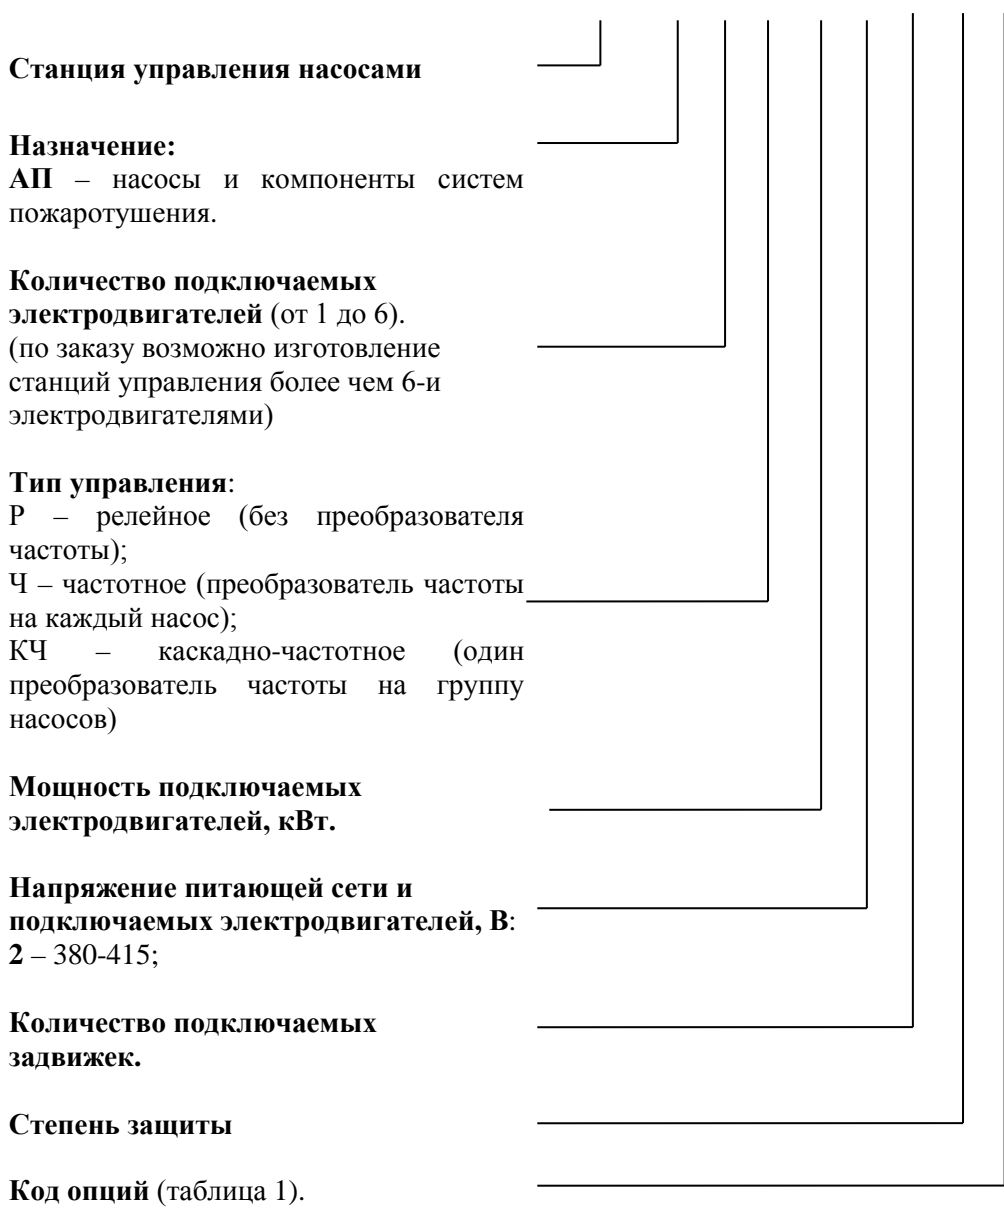 Станция управления насосами
Назначение:
АП – насосы и компоненты систем
пожаротушения.
Количество подключаемых
электродвигателей (от 1 до 6).
(по заказу возможно изготовление
станций управления более чем 6-и
электродвигателями)
Тип управления:
Р – релейное (без преобразователя
частоты);
Ч – частотное (преобразователь частоты
на каждый насос);
КЧ – каскадно-частотное (один
преобразователь частоты на группу
насосов)
Мощность подключаемых
электродвигателей, кВт.
Напряжение питающей сети и
подключаемых электродвигателей, В:
2 – 380-415;
Количество подключаемых
задвижек.
Степень защиты
Код опций (таблица 1).